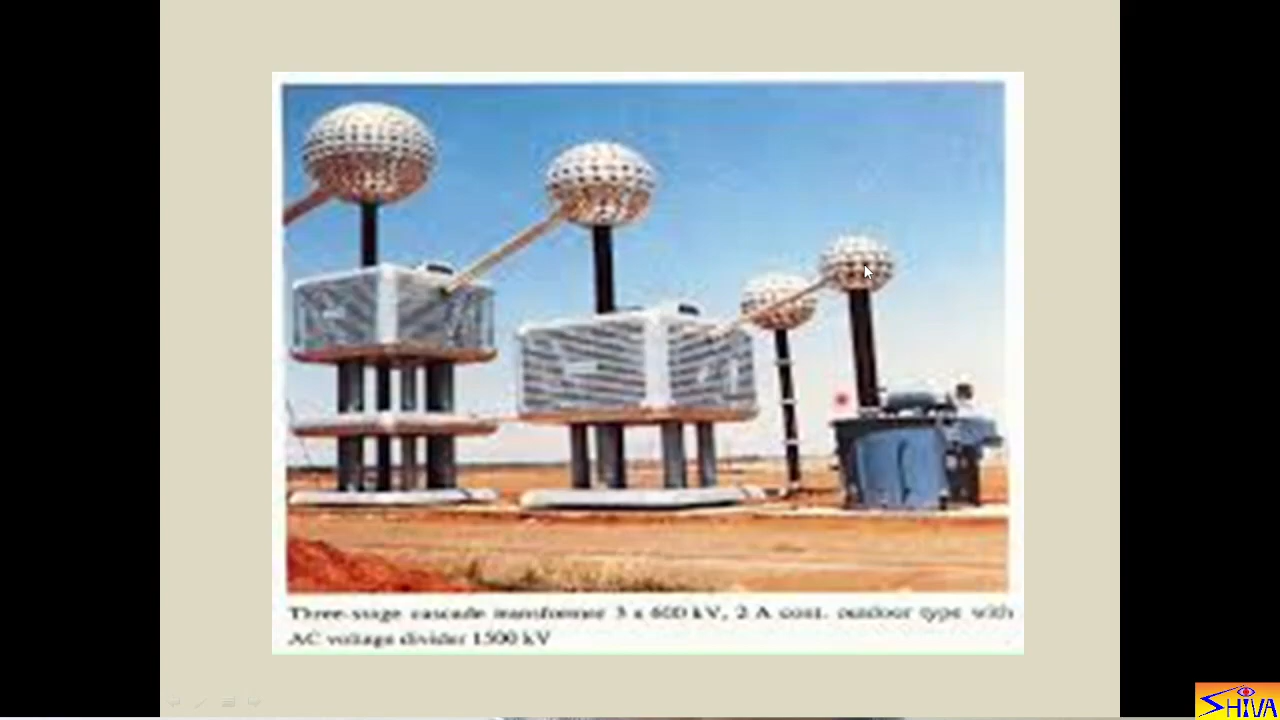 Three-stage cascade transformer 3 x 600 kV, 2 A cont. outdoor type with
AC voltage divider 1500 kV
SHIVA